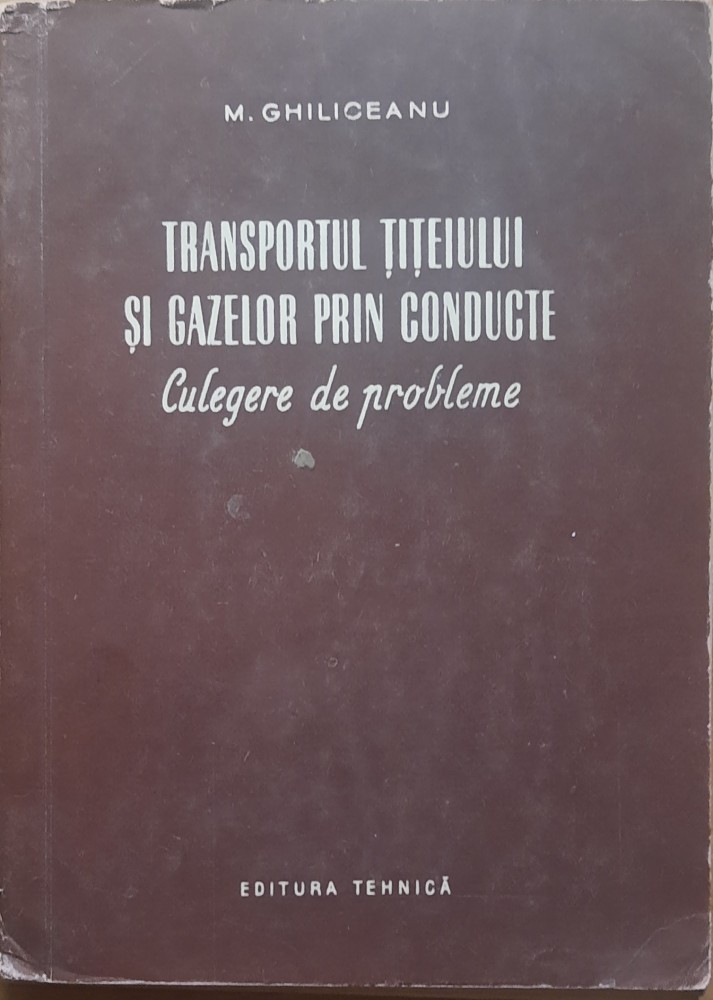 M. GHILICEANU
TRANSPORTUL ȚIȚEIULUI
ȘI GAZELOR PRIN CONDUCTE
Culegere de probleme
EDITURA TEHNICĂ